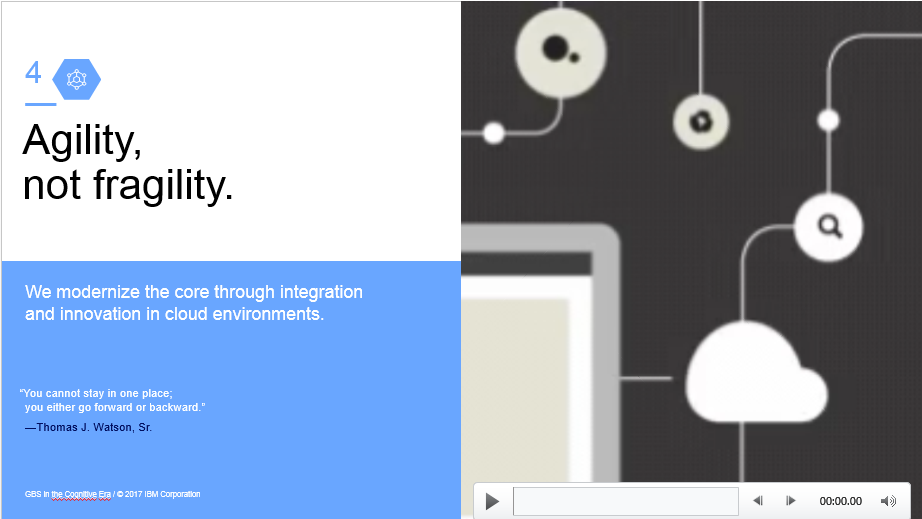 4
Agility,
not fragility.
We modernize the core through integration
and innovation in cloud environments.
“You cannot stay in one place;
you either go forward or backward.”
—Thomas J. Watson, Sr.
GBS in the Cognitive Era / © 2017 IBM Corporation
00:00.00